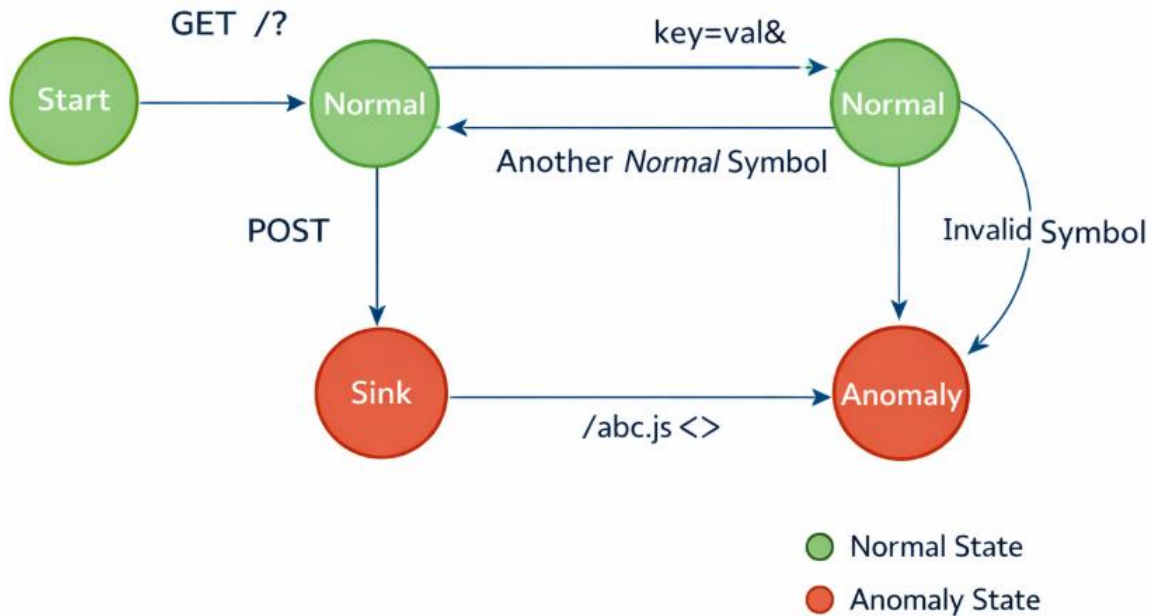 GET /?
key=val&
Start
Normal
Normal
Another Normal Symbol
POST
Invalid Symbol
Sink
Anomaly
/abc.js <>
Normal State
Anomaly State